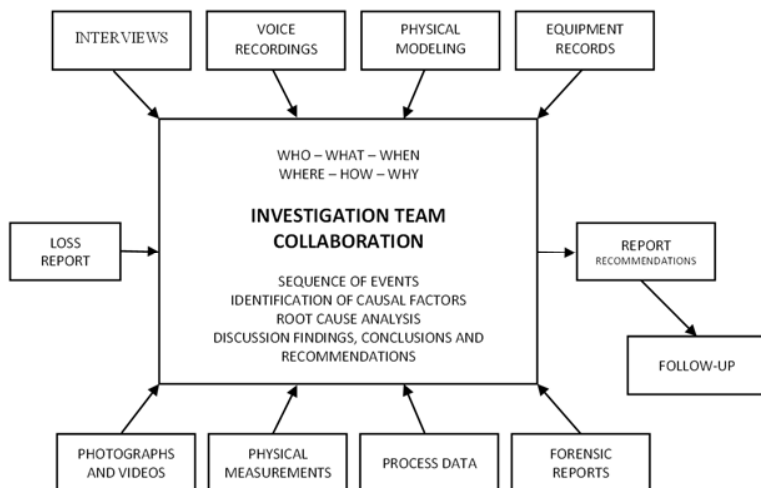 INTERVIEWS
VOICE
RECORDINGS
PHYSICAL
MODELING
EQUIPMENT
RECORDS
WHO – WHAT – WHEN
WHERE – HOW – WHY
INVESTIGATION TEAM
COLLABORATION
LOSS
REPORT
REPORT
RECOMMENDATIONS
SEQUENCE OF EVENTS
IDENTIFICATION OF CAUSAL FACTORS
ROOT CAUSE ANALYSIS
DISCUSSION FINDINGS, CONCLUSIONS AND
RECOMMENDATIONS
FOLLOW-UP
PHOTOGRAPHS
AND VIDEOS
PHYSICAL
MEASUREMENTS
PROCESS DATA
FORENSIC
REPORTS